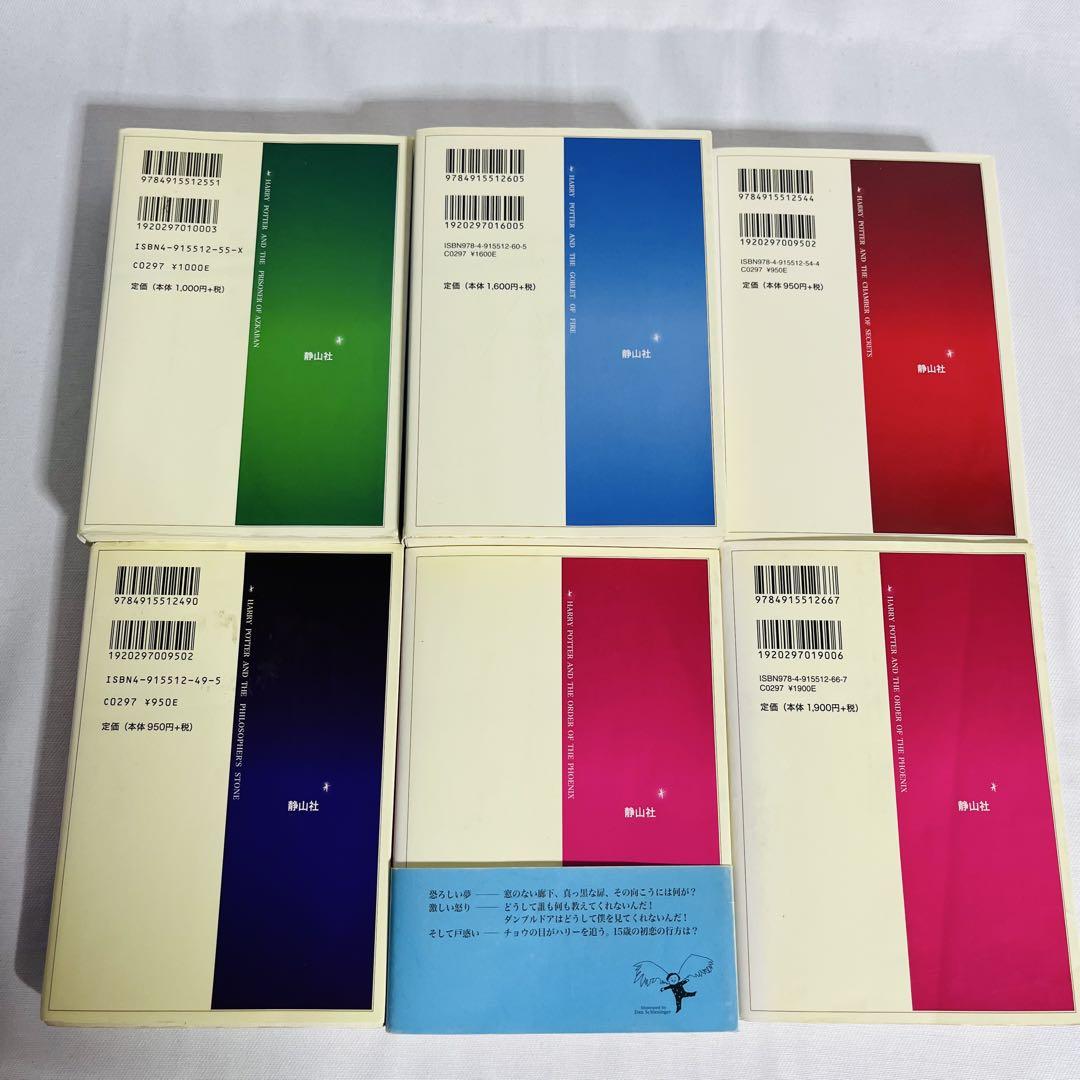 9784915512551
1920297010003
ISBN4-915512-55-X
C0297 ¥1000E
定価（本体 1,000円+税）
HARRY POTTER AND THE PRISONER OF AZKABAN
静山社
9784915512605
1920297016005
ISBN978-4-915512-60-5
C0297 ¥1600E
定価（本体 1,600円+税）
HARRY POTTER AND THE GOBLET OF FIRE
静山社
9784915512544
1920297009502
ISBN978-4-915512-54-4
C0297 ¥950E
定価（本体 950円+税）
HARRY POTTER AND THE CHAMBER OF SECRETS
静山社
9784915512490
1920297009502
ISBN4-915512-49-5
C0297 ¥950E
定価（本体 950円+税）
HARRY POTTER AND THE PHILOSOPHER'S STONE
静山社
HARRY POTTER AND THE ORDER OF THE PHOENIX
静山社
恐ろしい夢 ―― 窓のない廊下、真っ黒な扉、その向こうには何が？
激しい怒り ―― どうして誰も何も教えてくれないんだ！
ダンブルドアはどうして僕を見てくれないんだ！
そして戸惑い ― チョウの目がハリーを追う。15歳の初恋の行方は？
Illustrated by
Dan Schlesinger
9784915512667
1920297019006
ISBN978-4-915512-66-7
C0297 ¥1900E
定価（本体 1,900円+税）
HARRY POTTER AND THE ORDER OF THE PHOENIX
静山社